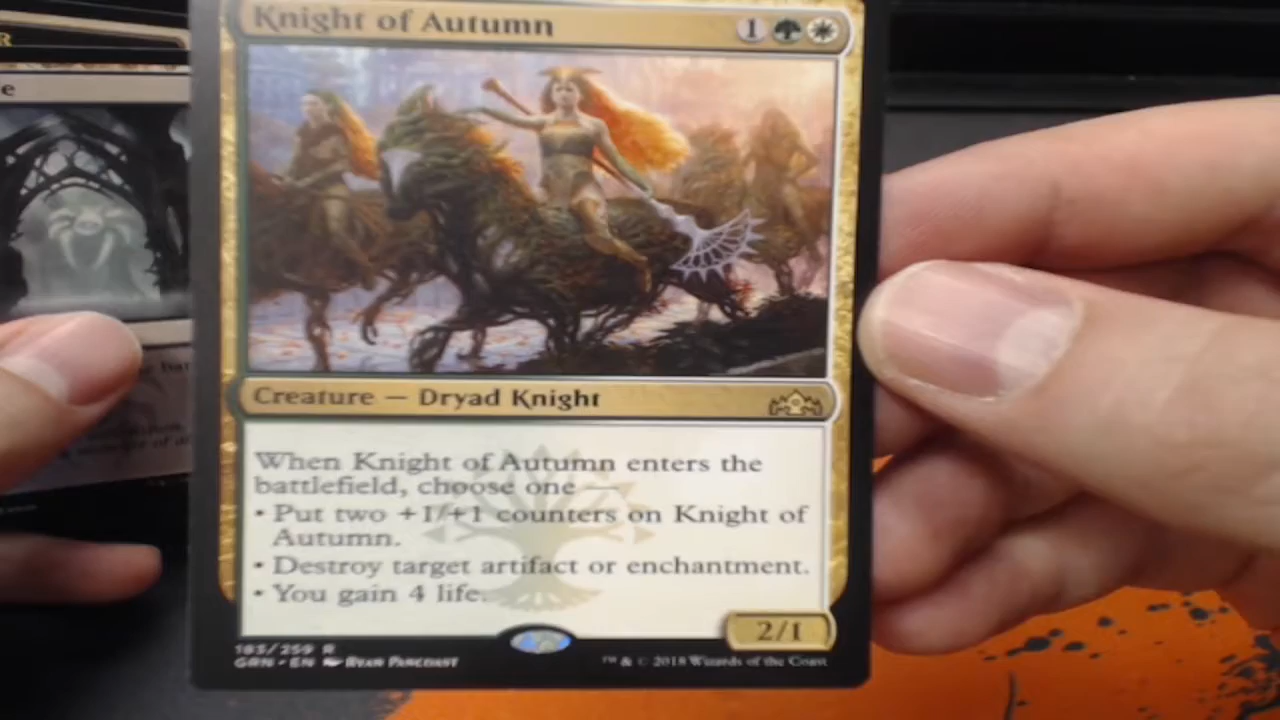 Knight of Autumn 1
R
e
Creature — Dryad Knight
When Knight of Autumn enters the
battlefield, choose one —
• Put two +1/+1 counters on Knight of
Autumn.
• Destroy target artifact or enchantment.
• You gain 4 life.
2/1
183/259 R
GRN • EN Ryan Pancoast
™ & © 2018 Wizards of the Coast